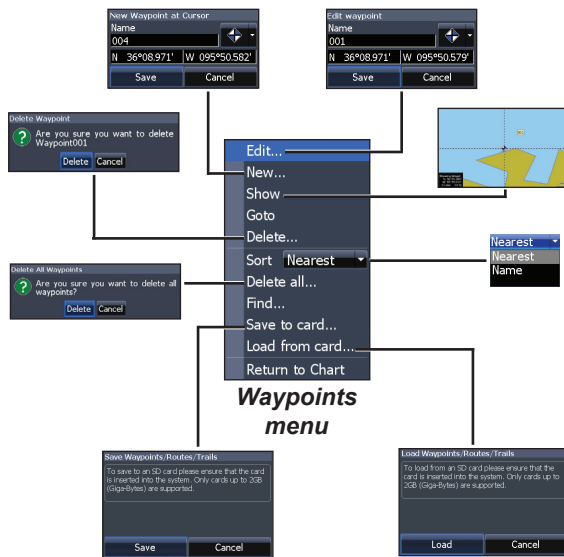 New Waypoint at Cursor
Name
004
N 36°08.971' W 095°50.582'
Save Cancel
Edit waypoint
Name
001
N 36°08.971' W 095°50.579'
Save Cancel
Delete Waypoint
Are you sure you want to delete
Waypoint001
Delete Cancel
Edit...
New...
Show
Goto
Delete...
Sort Nearest
Delete all...
Find...
Save to card...
Load from card...
Return to Chart
Nearest
Nearest
Name
Delete All Waypoints
Are you sure you want to delete all
waypoints?
Delete Cancel
Waypoints
menu
Save Waypoints/Routes/Trails
To save to an SD card please ensure that the card
is inserted into the system. Only cards up to 2GB
(Giga-Bytes) are supported.
Save Cancel
Load Waypoints/Routes/Trails
To load from an SD card please ensure that the
card is inserted into the system. Only cards up to
2GB (Giga-Bytes) are supported.
Load Cancel